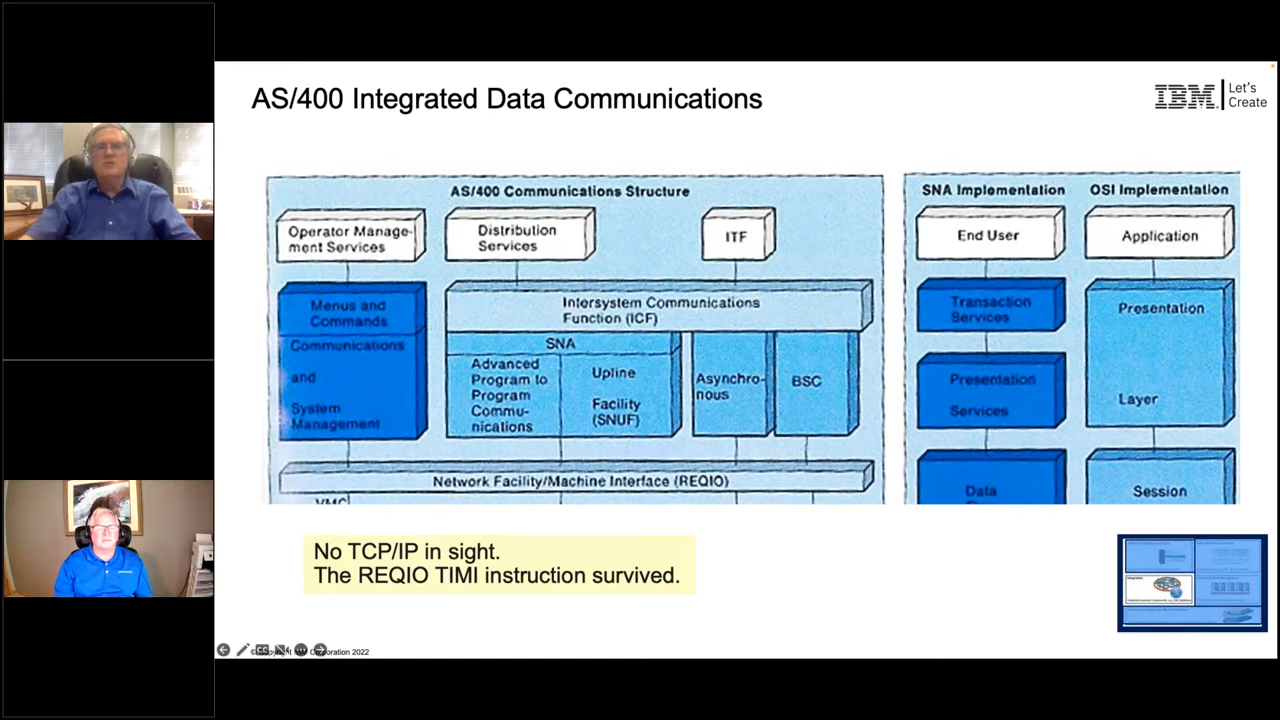 AS/400 Integrated Data Communications
IBM
Let's
Create
AS/400 Communications Structure
Operator Manage-
ment Services
Distribution
Services
ITF
Menus and
Commands
Communications
and
System
Management
Intersystem Communications
Function (ICF)
SNA
Advanced
Program to
Program
Commu-
nications
Upline
Facility
(SNUF)
Asynchro-
nous
BSC
Network Facility/Machine Interface (REQIO)
VMC
SNA Implementation
OSI Implementation
End User
Application
Transaction
Services
Presentation
Services
Presentation
Layer
Data
Session
No TCP/IP in sight.
The REQIO TIMI instruction survived.
Corporation 2022